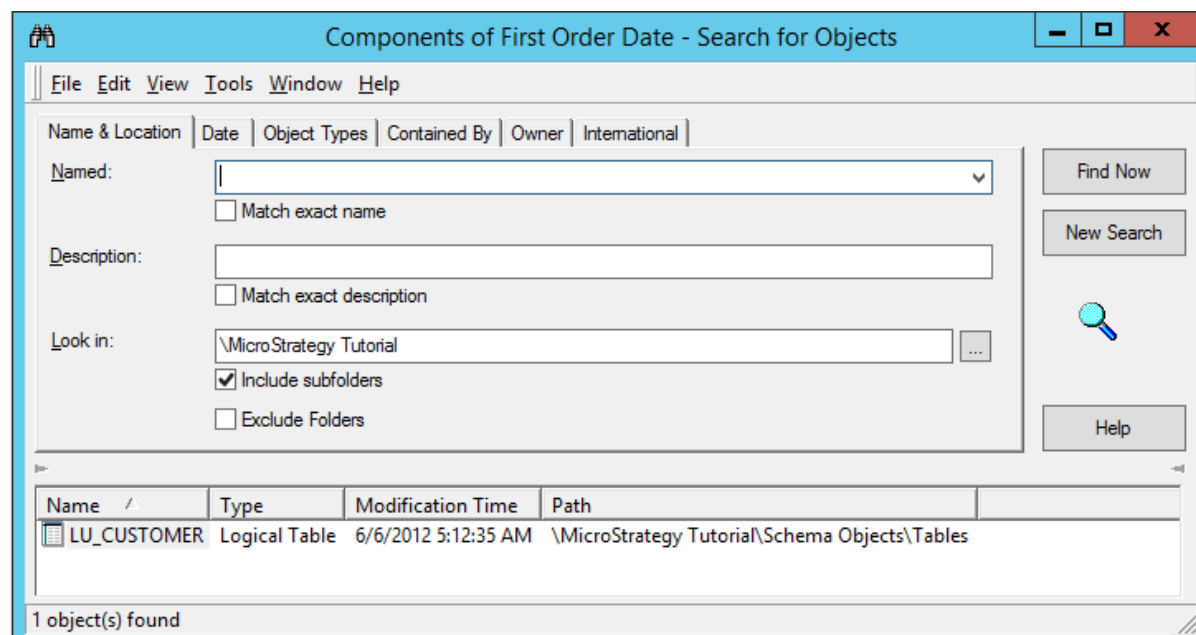 Components of First Order Date - Search for Objects
File Edit View Tools Window Help
Name & Location Date Object Types Contained By Owner International
Named:
Match exact name
Find Now
New Search
Description:
Match exact description
Look in:
\MicroStrategy Tutorial
...
Include subfolders
Exclude Folders
Help
Name Type Modification Time Path
LU_CUSTOMER Logical Table 6/6/2012 5:12:35 AM \MicroStrategy Tutorial\Schema Objects\Tables
1 object(s) found